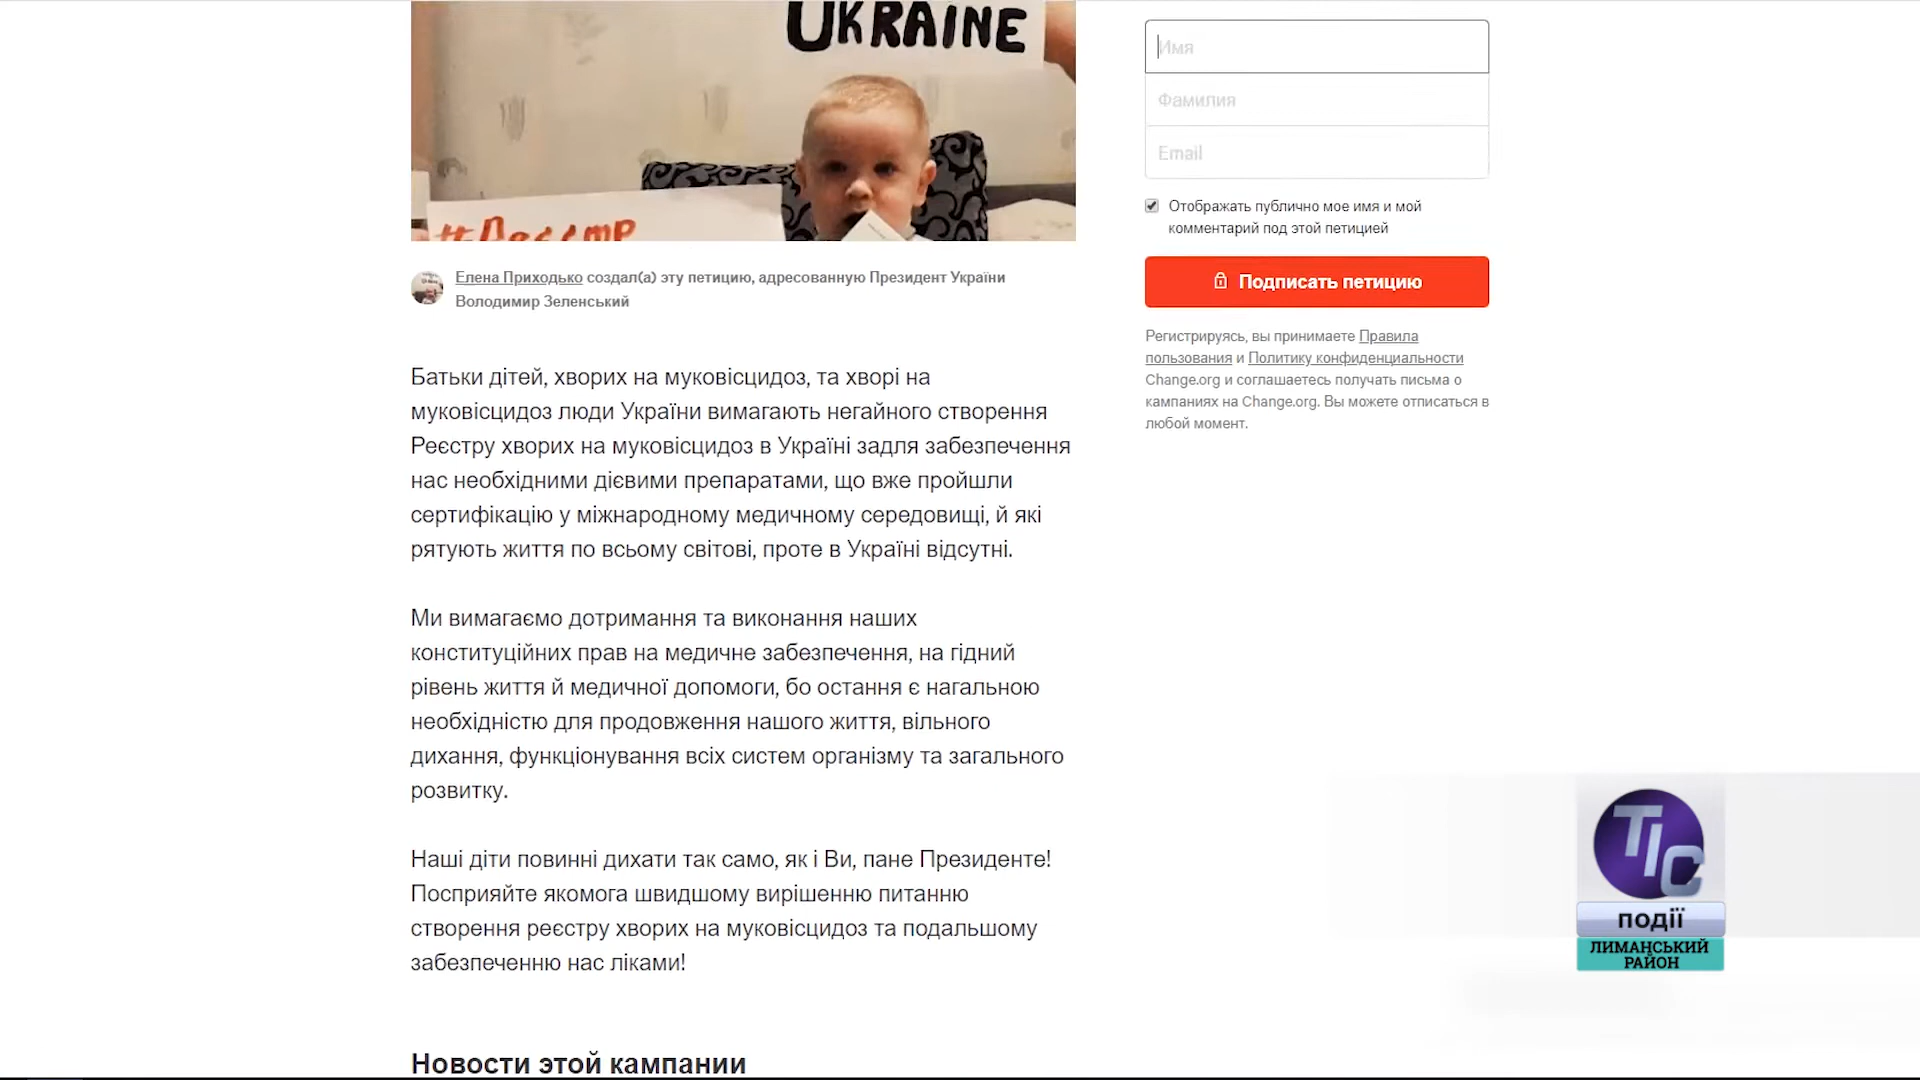 UKRAINE
Елена Приходько создал(а) эту петицию, адресованную Президент України
Володимир Зеленський
Батьки дітей, хворих на муковісцидоз, та хворі на
муковісцидоз люди України вимагають негайного створення
Реєстру хворих на муковісцидоз в Україні задля забезпечення
нас необхідними дієвими препаратами, що вже пройшли
сертифікацію у міжнародному медичному середовищі, й які
рятують життя по всьому світові, проте в Україні відсутні.
Ми вимагаємо дотримання та виконання наших
конституційних прав на медичне забезпечення, на гідний
рівень життя й медичної допомоги, бо остання є нагальною
необхідністю для продовження нашого життя, вільного
дихання, функціонування всіх систем організму та загального
розвитку.
Наші діти повинні дихати так само, як і Ви, пане Президенте!
Посприяйте якомога швидшому вирішенню питанню
створення реєстру хворих на муковісцидоз та подальшому
забезпеченню нас ліками!
Новости этой кампании
Имя
Фамилия
Email
Отображать публично мое имя и мой
комментарий под этой петицией
Подписать петицию
Регистрируясь, вы принимаете Правила
пользования и Политику конфиденциальности
Change.org и соглашаетесь получать письма о
кампаниях на Change.org. Вы можете отписаться в
любой момент.
ТІС
події
ЛИМАНСЬКИЙ
РАЙОН